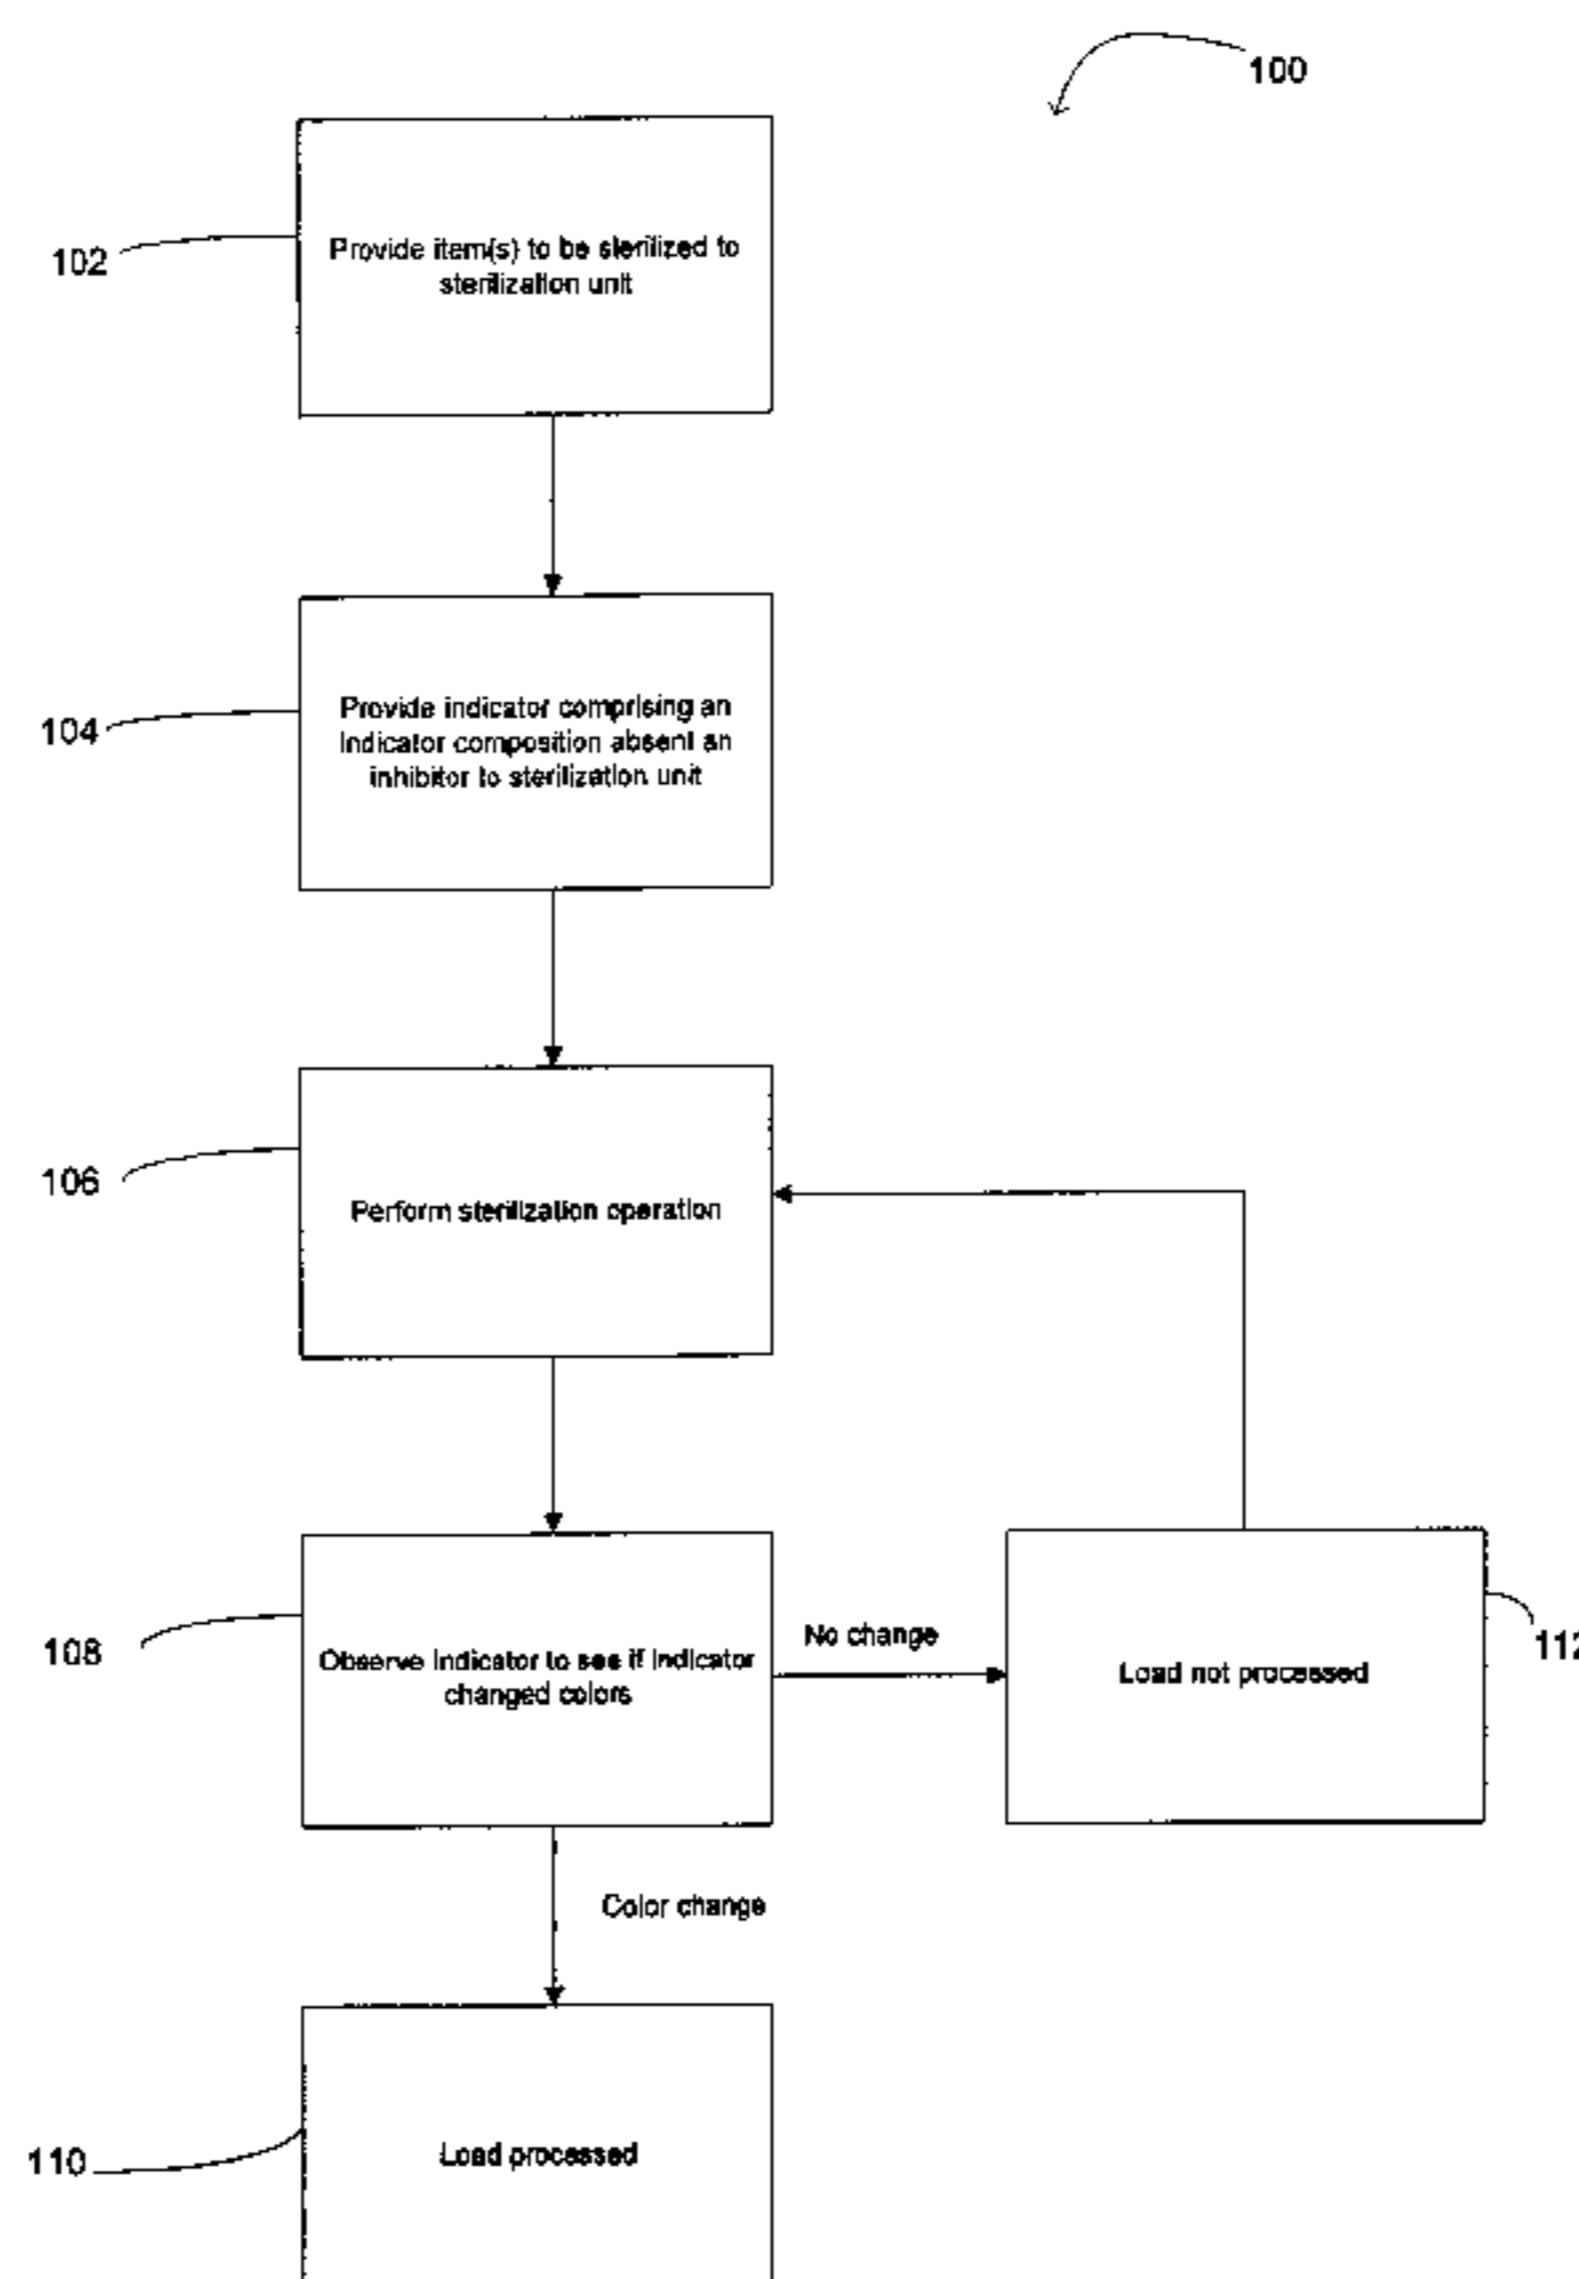 100
102
Provide item(s) to be sterilized to
sterilization unit
104
Provide indicator comprising an
indicator composition absent an
inhibitor to sterilization unit
106
Perform sterilization operation
108
Observe indicator to see if indicator
changed colors
No change
Load not processed
112
Color change
110
Load processed